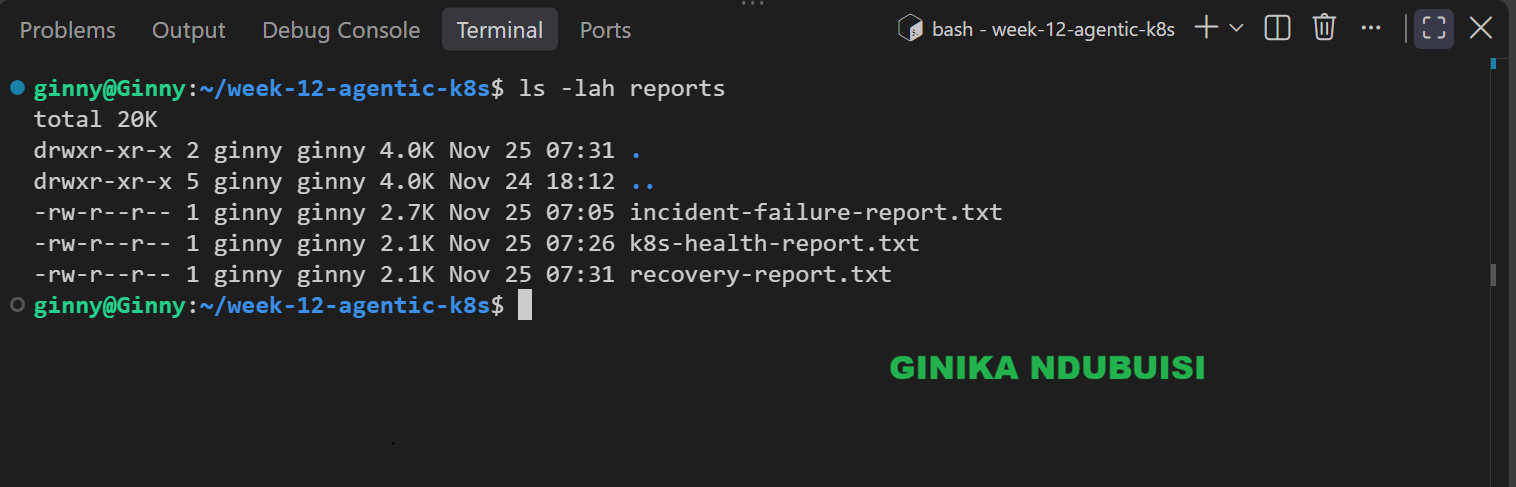 Problems Output Debug Console Terminal Ports bash - week-12-agentic-k8s
ginny@Ginny:~/week-12-agentic-k8s$ ls -lah reports
total 20K
drwxr-xr-x 2 ginny ginny 4.0K Nov 25 07:31 .
drwxr-xr-x 5 ginny ginny 4.0K Nov 24 18:12 ..
-rw-r--r-- 1 ginny ginny 2.7K Nov 25 07:05 incident-failure-report.txt
-rw-r--r-- 1 ginny ginny 2.1K Nov 25 07:26 k8s-health-report.txt
-rw-r--r-- 1 ginny ginny 2.1K Nov 25 07:31 recovery-report.txt
ginny@Ginny:~/week-12-agentic-k8s$
GINIKA NDUBUISI